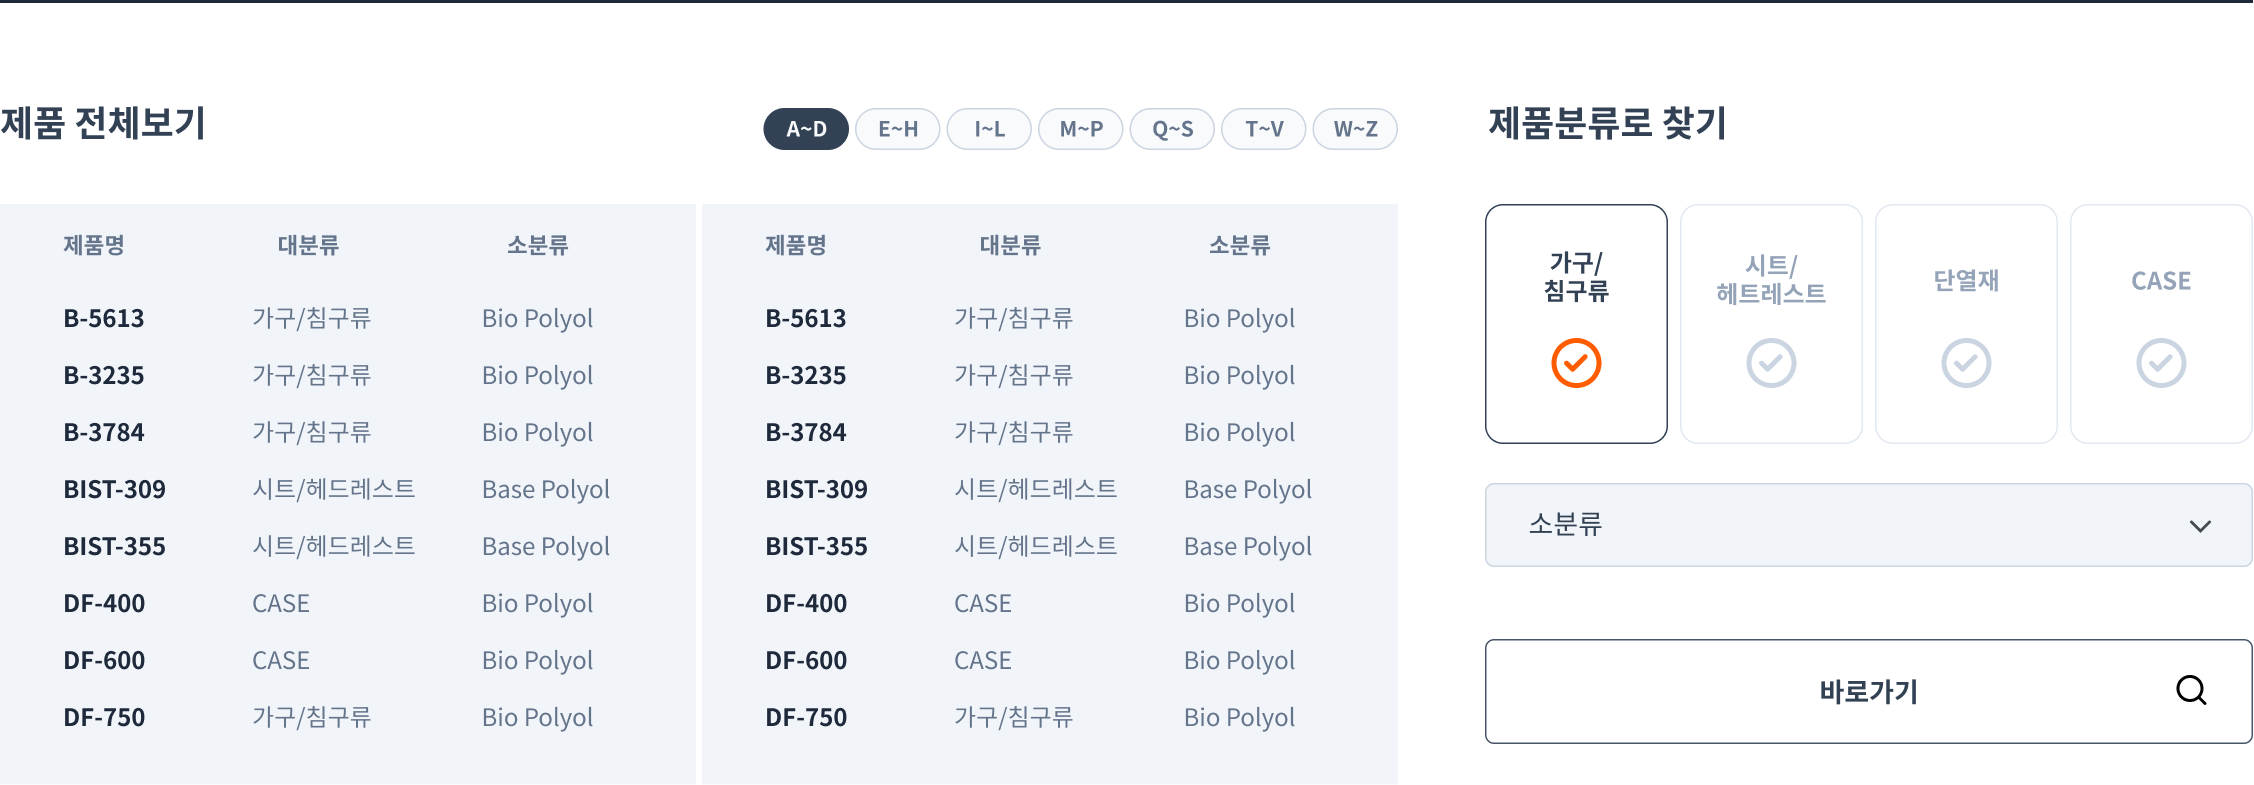 제품 전체보기
A~D E~H I~L M~P Q~S T~V W~Z
제품명 대분류 소분류
B-5613 가구/침구류 Bio Polyol
B-3235 가구/침구류 Bio Polyol
B-3784 가구/침구류 Bio Polyol
BIST-309 시트/헤드레스트 Base Polyol
BIST-355 시트/헤드레스트 Base Polyol
DF-400 CASE Bio Polyol
DF-600 CASE Bio Polyol
DF-750 가구/침구류 Bio Polyol
제품명 대분류 소분류
B-5613 가구/침구류 Bio Polyol
B-3235 가구/침구류 Bio Polyol
B-3784 가구/침구류 Bio Polyol
BIST-309 시트/헤드레스트 Base Polyol
BIST-355 시트/헤드레스트 Base Polyol
DF-400 CASE Bio Polyol
DF-600 CASE Bio Polyol
DF-750 가구/침구류 Bio Polyol
제품분류로 찾기
가구/
침구류
시트/
헤트레스트
단열재
CASE
소분류
바로가기